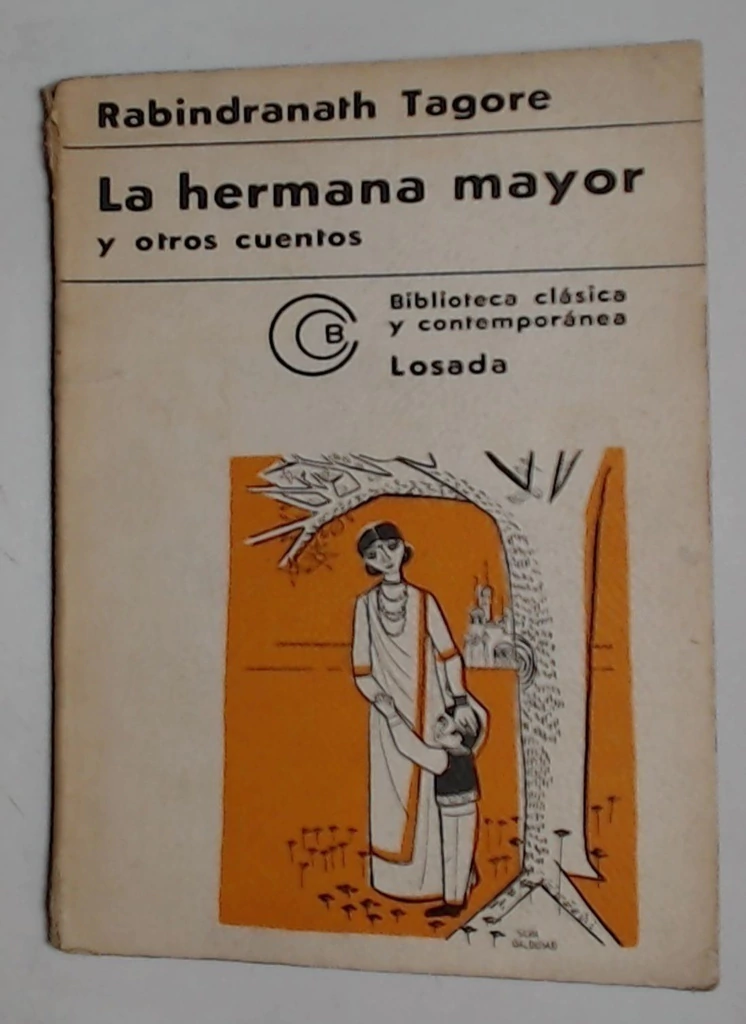 Rabindranath Tagore
La hermana mayor
y otros cuentos
B
Biblioteca clásica
y contemporánea
Losada